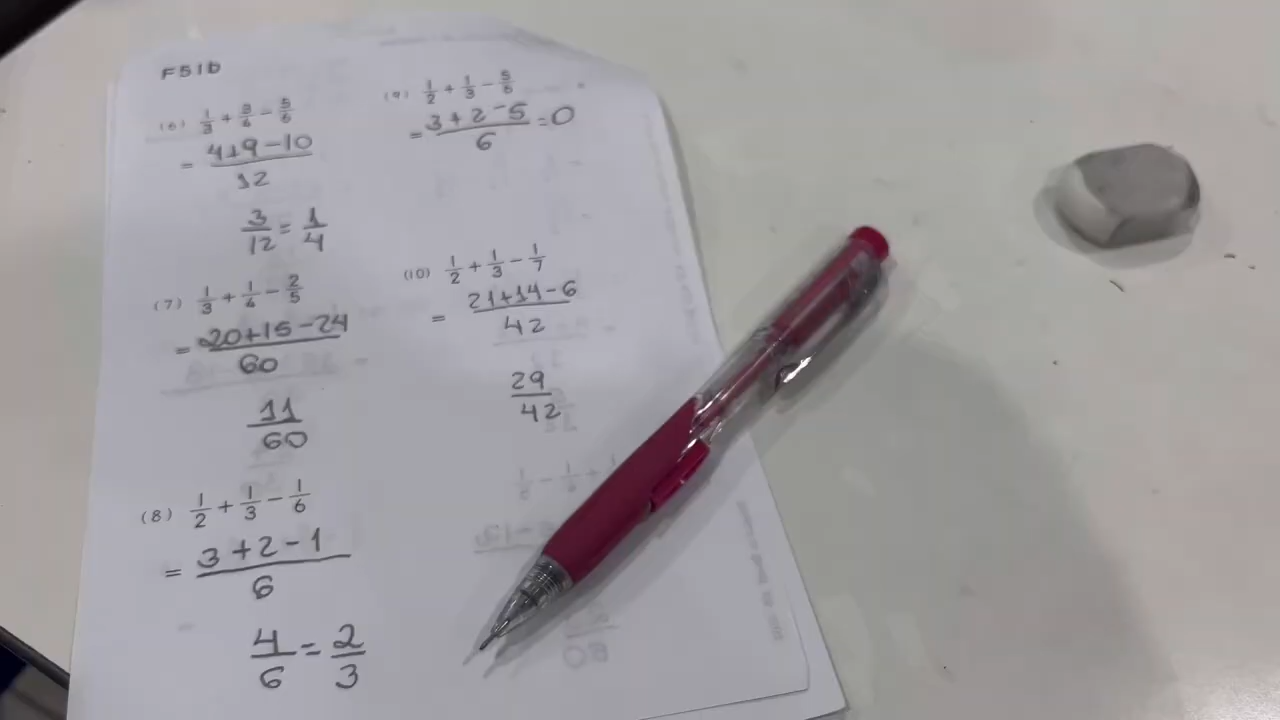 F51b
(6) 1/3 + 3/4 - 5/6
= 4+9-10/12
3/12 = 1/4
(7) 1/3 + 1/4 - 2/5
= 20+15-24/60
11/60
(8) 1/2 + 1/3 - 1/6
= 3+2-1/6
4/6 = 2/3
(9) 1/2 + 1/3 - 5/6
= 3+2-5/6 = 0
(10) 1/2 + 1/3 - 1/7
= 21+14-6/42
29/42